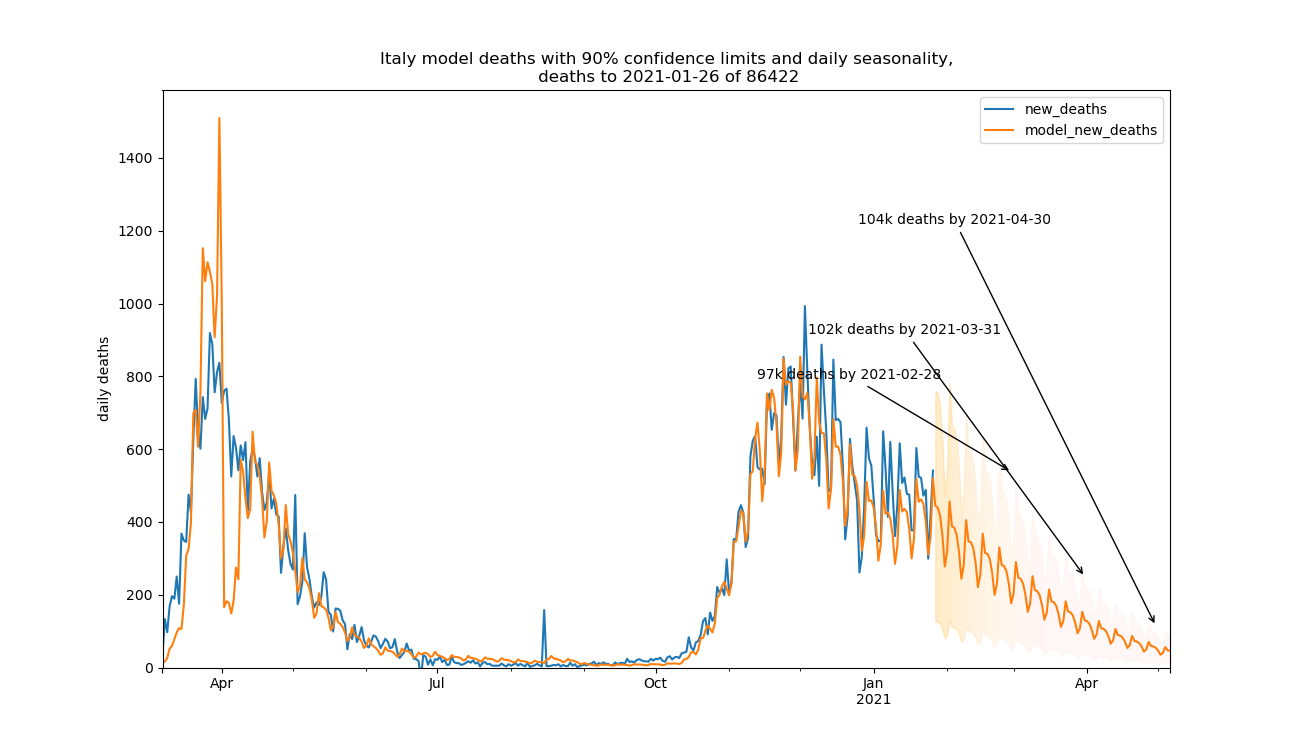 Italy model deaths with 90% confidence limits and daily seasonality,
deaths to 2021-01-26 of 86422
new_deaths
model_new_deaths
daily deaths
1400
1200
1000
800
600
400
200
0
104k deaths by 2021-04-30
102k deaths by 2021-03-31
97k deaths by 2021-02-28
Apr
Jul
Oct
Jan
2021
Apr